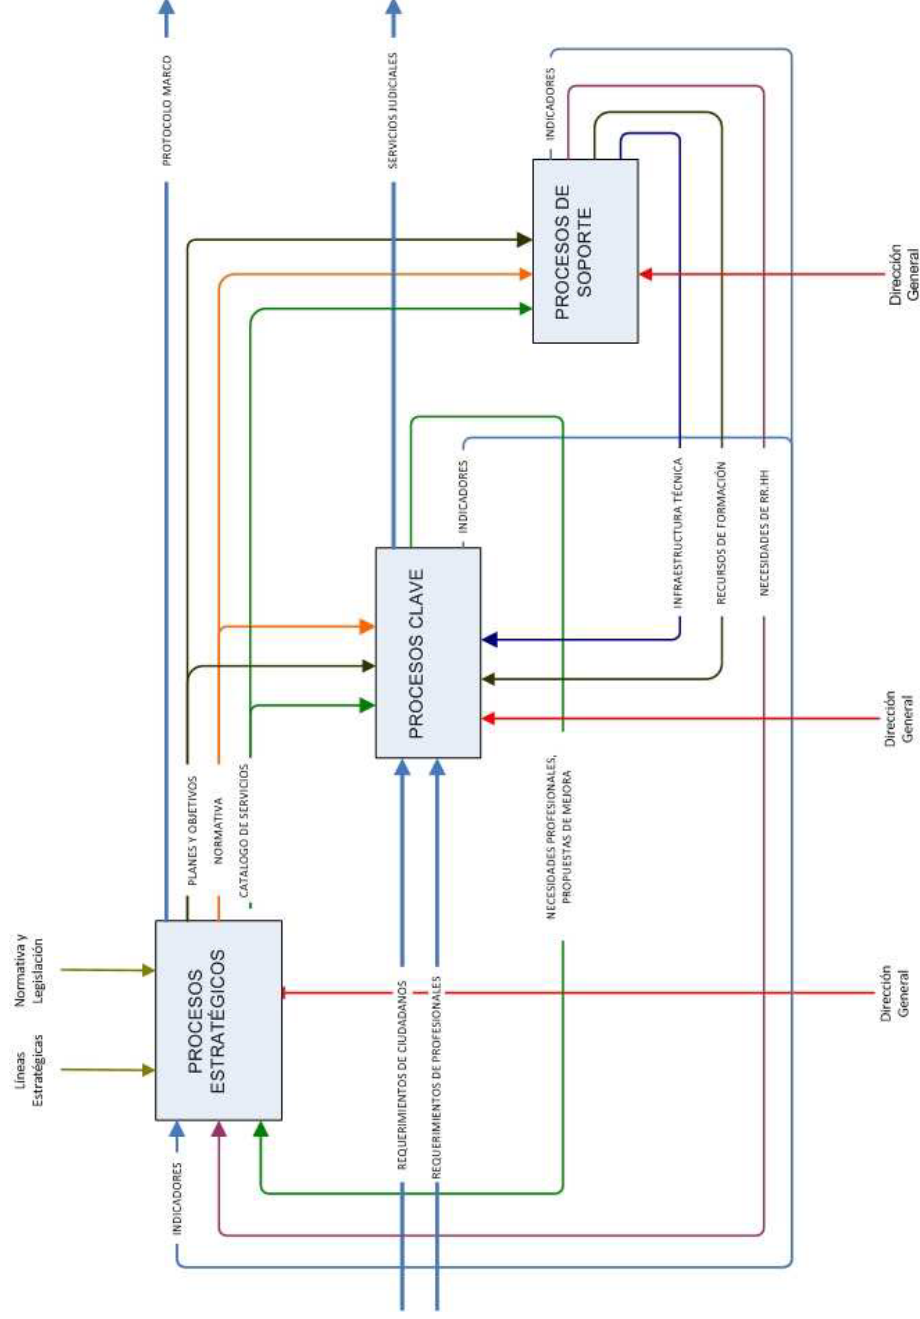 Líneas
Estratégicas
Normativa y
Legislación
INDICADORES
PROCESOS
ESTRATÉGICOS
PROTOCOLO MARCO
PLANES Y OBJETIVOS
NORMATIVA
CATALOGO DE SERVICIOS
REQUERIMIENTOS DE CIUDADANOS
REQUERIMIENTOS DE PROFESIONALES
PROCESOS CLAVE
SERVICIOS JUDICIALES
INDICADORES
NECESIDADES PROFESIONALES,
PROPUESTAS DE MEJORA
PROCESOS DE
SOPORTE
INDICADORES
INFRAESTRUCTURA TÉCNICA
RECURSOS DE FORMACIÓN
NECESIDADES DE RR.HH
Dirección
General
Dirección
General
Dirección
General